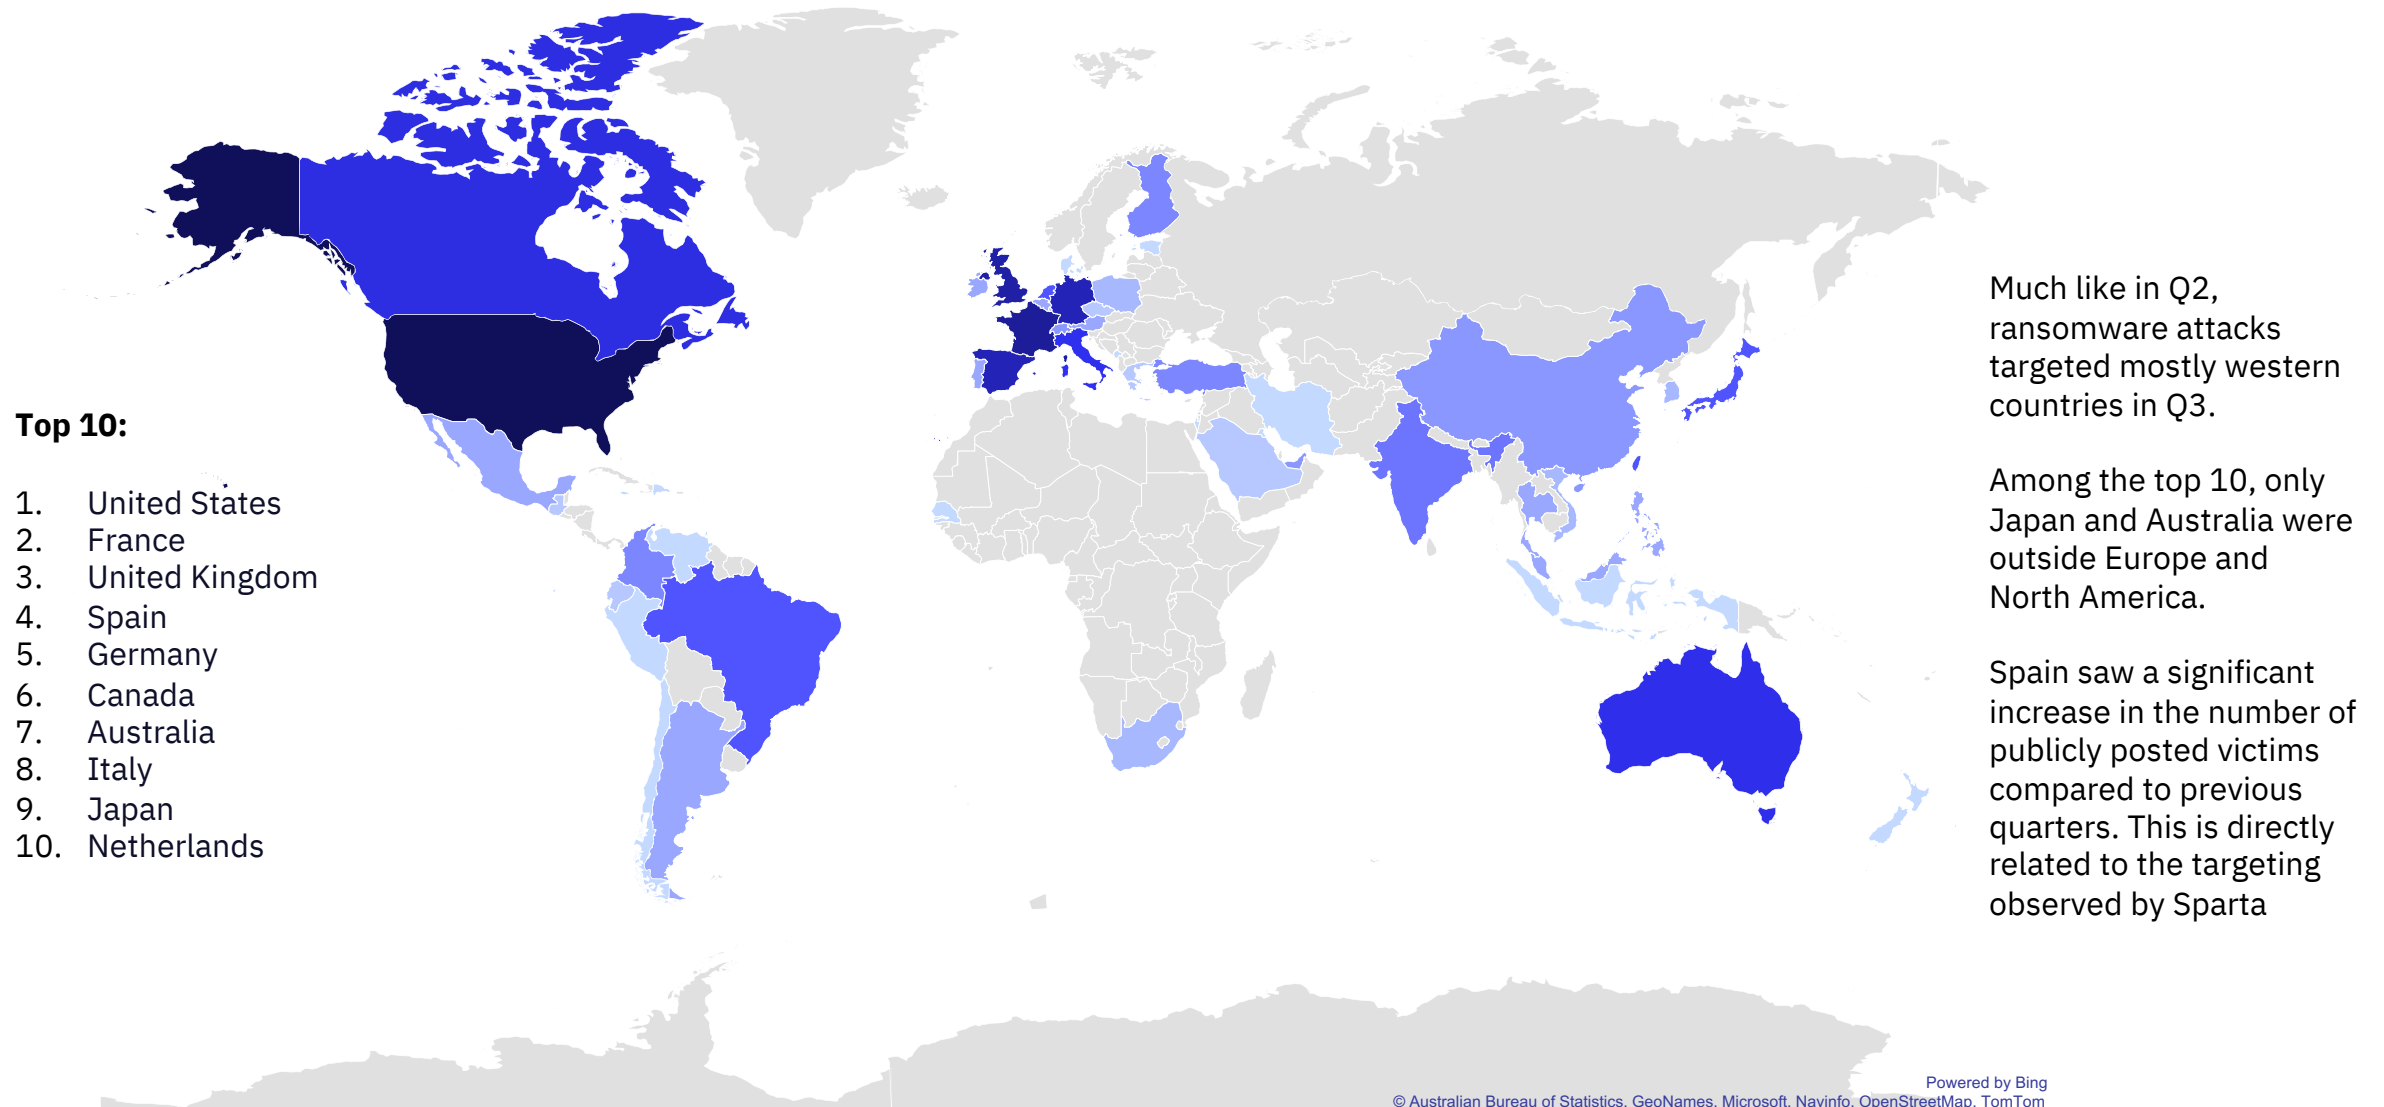 Top 10:
1. United States
2. France
3. United Kingdom
4. Spain
5. Germany
6. Canada
7. Australia
8. Italy
9. Japan
10. Netherlands
Much like in Q2,
ransomware attacks
targeted mostly western
countries in Q3.
Among the top 10, only
Japan and Australia were
outside Europe and
North America.
Spain saw a significant
increase in the number of
publicly posted victims
compared to previous
quarters. This is directly
related to the targeting
observed by Sparta
Powered by Bing
© Australian Bureau of Statistics, GeoNames, Microsoft, Navinfo, OpenStreetMap, TomTom